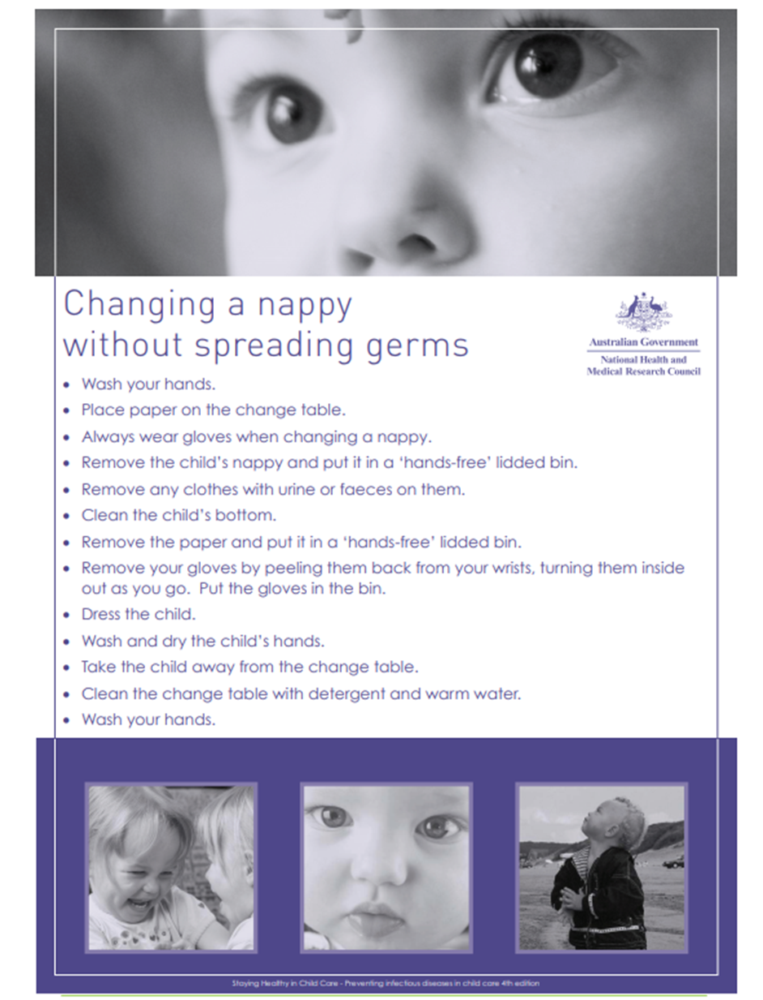 Changing a nappy
without spreading germs
Australian Government
National Health and
Medical Research Council
• Wash your hands.
• Place paper on the change table.
• Always wear gloves when changing a nappy.
• Remove the child's nappy and put it in a 'hands-free' lidded bin.
• Remove any clothes with urine or faeces on them.
• Clean the child's bottom.
• Remove the paper and put it in a 'hands-free' lidded bin.
• Remove your gloves by peeling them back from your wrists, turning them inside
out as you go. Put the gloves in the bin.
• Dress the child.
• Wash and dry the child's hands.
• Take the child away from the change table.
• Clean the change table with detergent and warm water.
• Wash your hands.
Staying Healthy in Child Care - Preventing infectious diseases in child care 4th edition